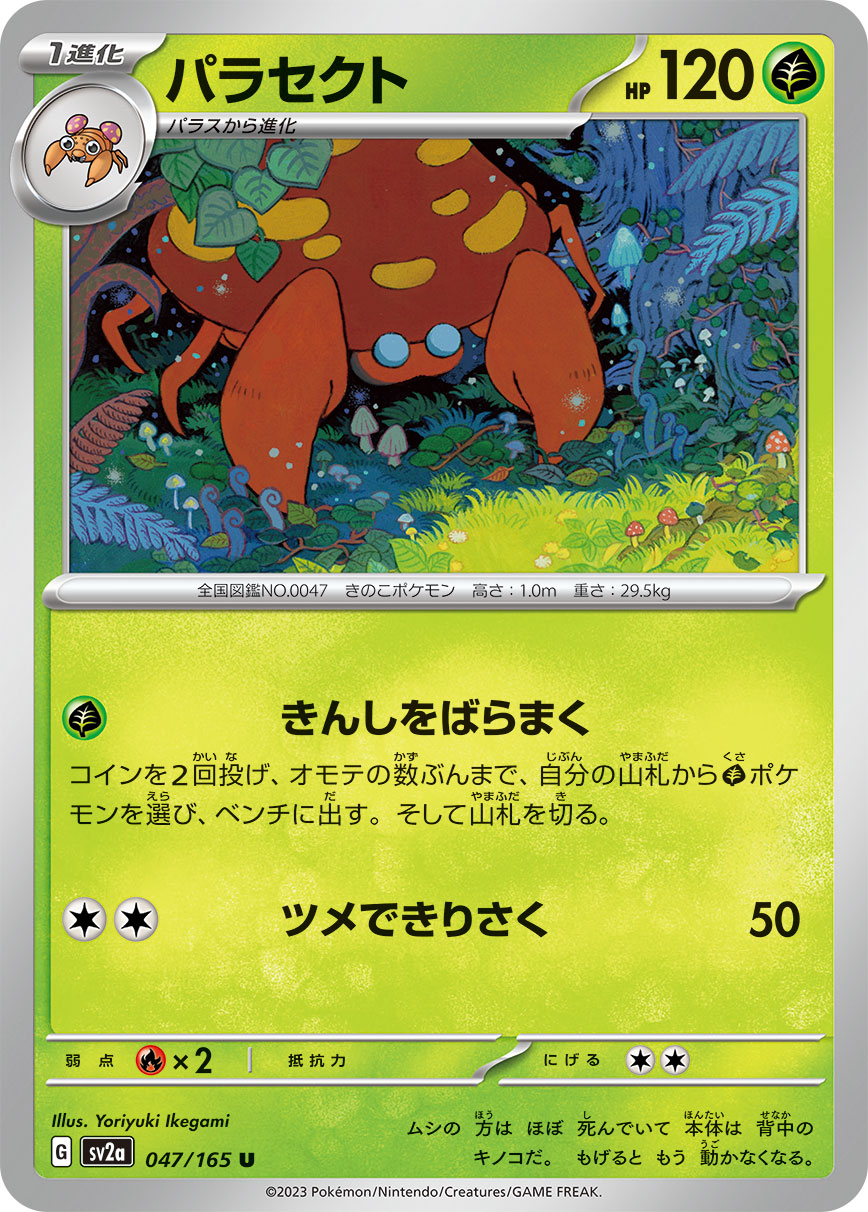 1進化
パラセクト
HP 120
パラスから進化
全国図鑑NO.0047 きのこポケモン 高さ：1.0m 重さ：29.5kg
きんしをばらまく
コインを2回投げ、オモテの数ぶんまで、自分の山札からポケ
モンを選び、ベンチに出す。そして山札を切る。
ツメできりさく 50
弱点 ×2 抵抗力 にげる
Illus. Yoriyuki Ikegami
G sv2a 047/165 U
ムシの 方は ほぼ 死んでいて 本体は 背中の
キノコだ。 もげると もう 動かなくなる。
©2023 Pokémon/Nintendo/Creatures/GAME FREAK.